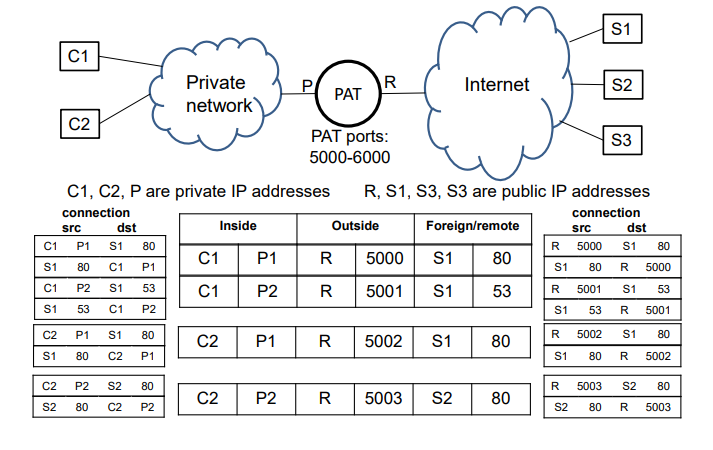 C1
C2
Private
network
P
PAT
R
PAT ports:
5000-6000
Internet
S1
S2
S3
C1, C2, P are private IP addresses
R, S1, S3, S3 are public IP addresses
connection
src dst
C1 P1 S1 80
S1 80 C1 P1
C1 P2 S1 53
S1 53 C1 P2
C2 P1 S1 80
S1 80 C2 P1
C2 P2 S2 80
S2 80 C2 P2
Inside Outside Foreign/remote
C1 P1 R 5000 S1 80
C1 P2 R 5001 S1 53
C2 P1 R 5002 S1 80
C2 P2 R 5003 S2 80
connection
src dst
R 5000 S1 80
S1 80 R 5000
R 5001 S1 53
S1 53 R 5001
R 5002 S1 80
S1 80 R 5002
R 5003 S2 80
S2 80 R 5003